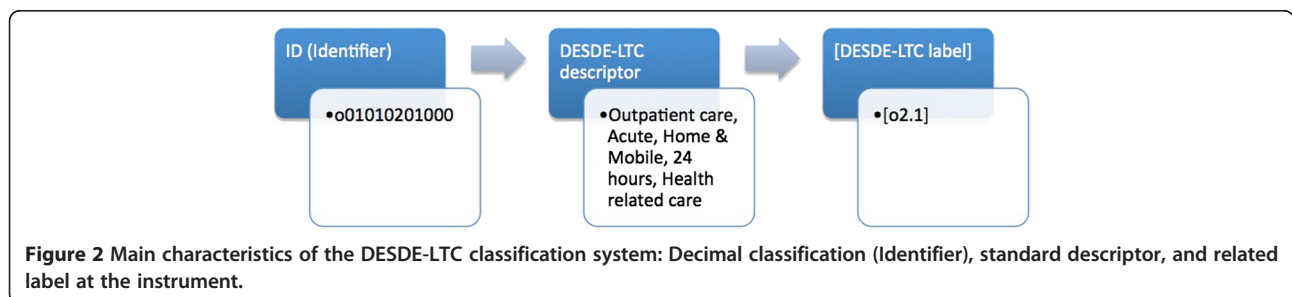 ID (Identifier)
•o01010201000
DESDE-LTC
descriptor
•Outpatient care,
Acute, Home &
Mobile, 24
hours, Health
related care
[DESDE-LTC label]
•[o2.1]
Figure 2 Main characteristics of the DESDE-LTC classification system: Decimal classification (Identifier), standard descriptor, and related
label at the instrument.